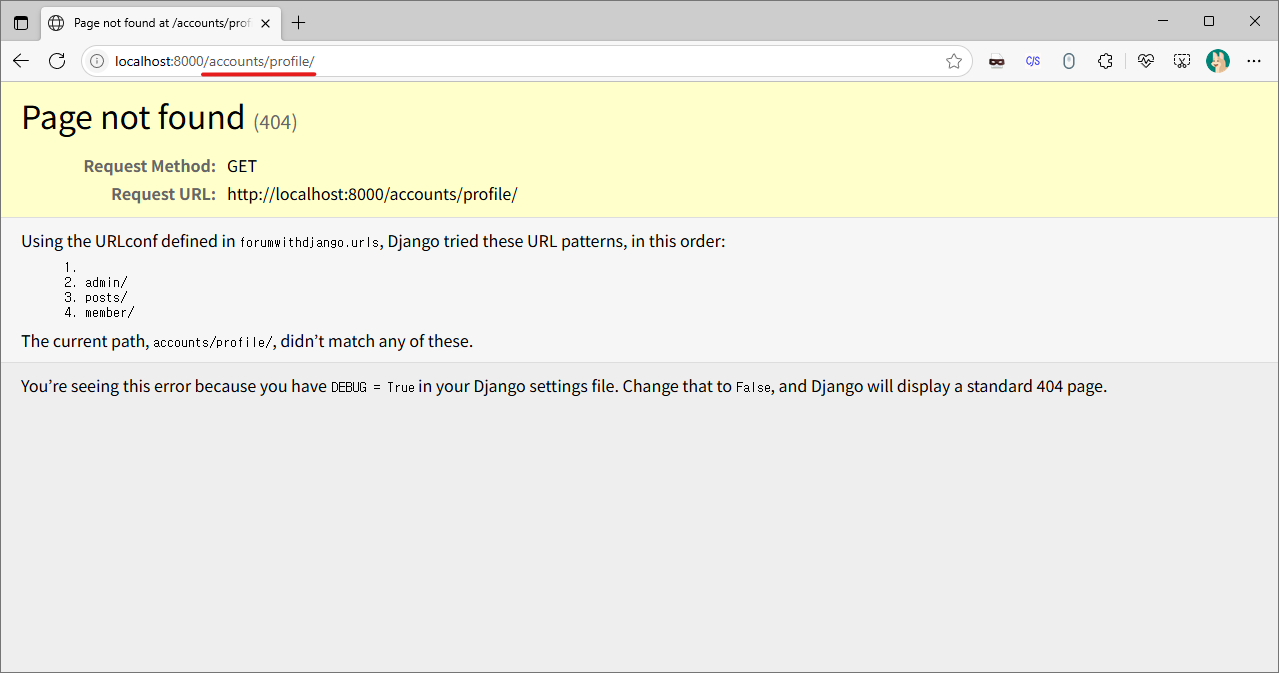 Page not found at /accounts/prof
localhost:8000/accounts/profile/
C/S
Page not found (404)
Request Method: GET
Request URL: http://localhost:8000/accounts/profile/
Using the URLconf defined in forumwithdjango.urls, Django tried these URL patterns, in this order:
1.
2. admin/
3. posts/
4. member/
The current path, accounts/profile/, didn’t match any of these.
You’re seeing this error because you have DEBUG = True in your Django settings file. Change that to False, and Django will display a standard 404 page.